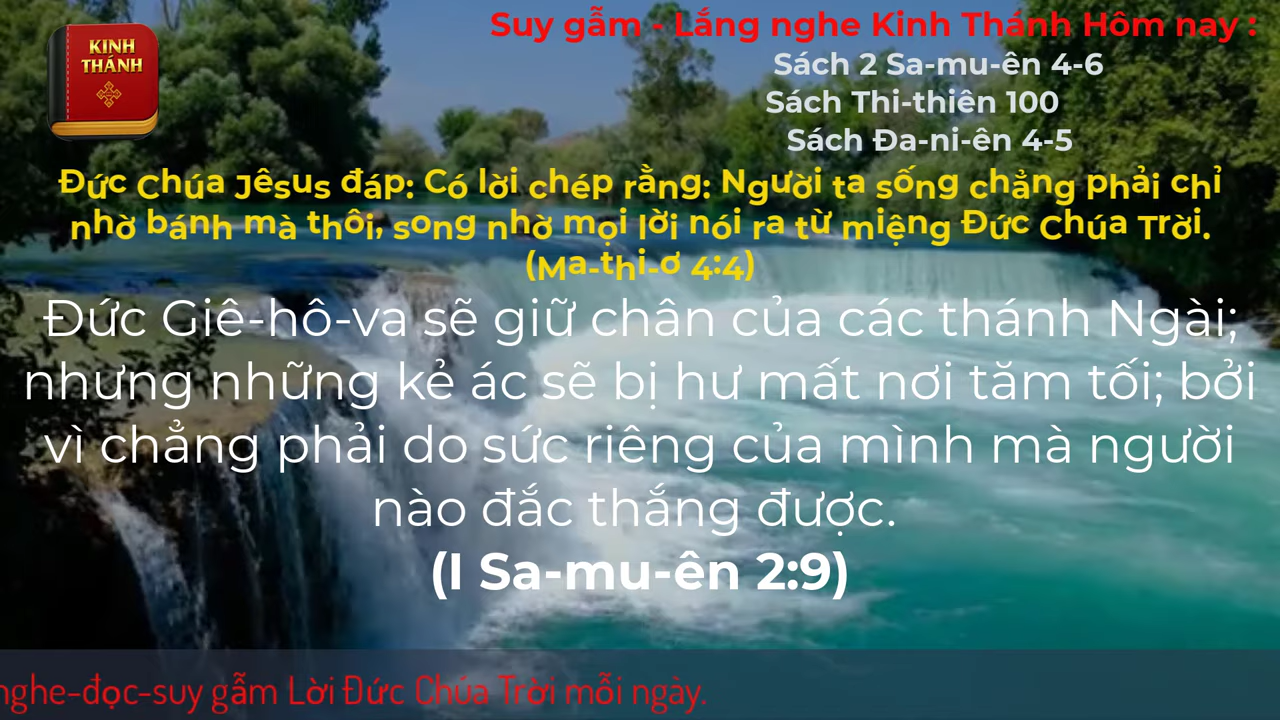 KINH
THÁNH
Suy gẫm - Lắng nghe Kinh Thánh Hôm nay :
Sách 2 Sa-mu-ên 4-6
Sách Thi-thiên 100
Sách Đa-ni-ên 4-5
Đức Chúa Jêsus đáp: Có lời chép rằng: Người ta sống chẳng phải chỉ
nhờ bánh mà thôi, song nhờ mọi lời nói ra từ miệng Đức Chúa Trời.
(Ma-thi-ơ 4:4)
Đức Giê-hô-va sẽ giữ chân của các thánh Ngài;
nhưng những kẻ ác sẽ bị hư mất nơi tăm tối; bởi
vì chẳng phải do sức riêng của mình mà người
nào đắc thắng được.
(I Sa-mu-ên 2:9)
nghe-đọc-suy gẫm Lời Đức Chúa Trời mỗi ngày.